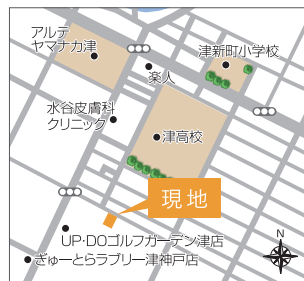 アルテ
ヤマナカ津
津新町小学校
楽人
水谷皮膚科
クリニック
津高校
現地
UP・DOゴルフガーデン津店
ぎゅーとらラブリー津神戸店
N